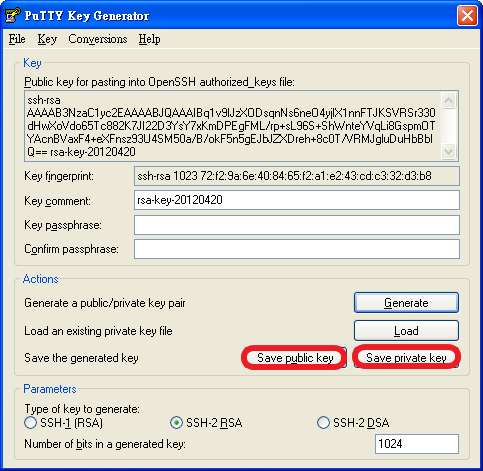 PuTTY Key Generator
File Key Conversions Help
Key
Public key for pasting into OpenSSH authorized_keys file:
ssh-rsa
AAAAB3NzaC1yc2EAAAABJQAAAIBq1v9lJzXODsqnNs6neO4yjlX1nnFTJKSVRSr330
dHwXoVdo65Tc882K7JI22D3YsY7xKmDPEgFML/rp+sL96S+ShWnteYVqLi8GspmOT
YAcnBVaxF4+eXFnsz93U4SM50a/B/okF5n5gEJbJZXDreh+8c0T/VRMJgIuDuHbBbl
Q== rsa-key-20120420
Key fingerprint: ssh-rsa 1023 72:f2:9a:6e:40:84:65:f2:a1:e2:43:cd:c3:32:d3:b8
Key comment: rsa-key-20120420
Key passphrase:
Confirm passphrase:
Actions
Generate a public/private key pair Generate
Load an existing private key file Load
Save the generated key Save public key Save private key
Parameters
Type of key to generate:
SSH-1 (RSA) SSH-2 RSA SSH-2 DSA
Number of bits in a generated key: 1024